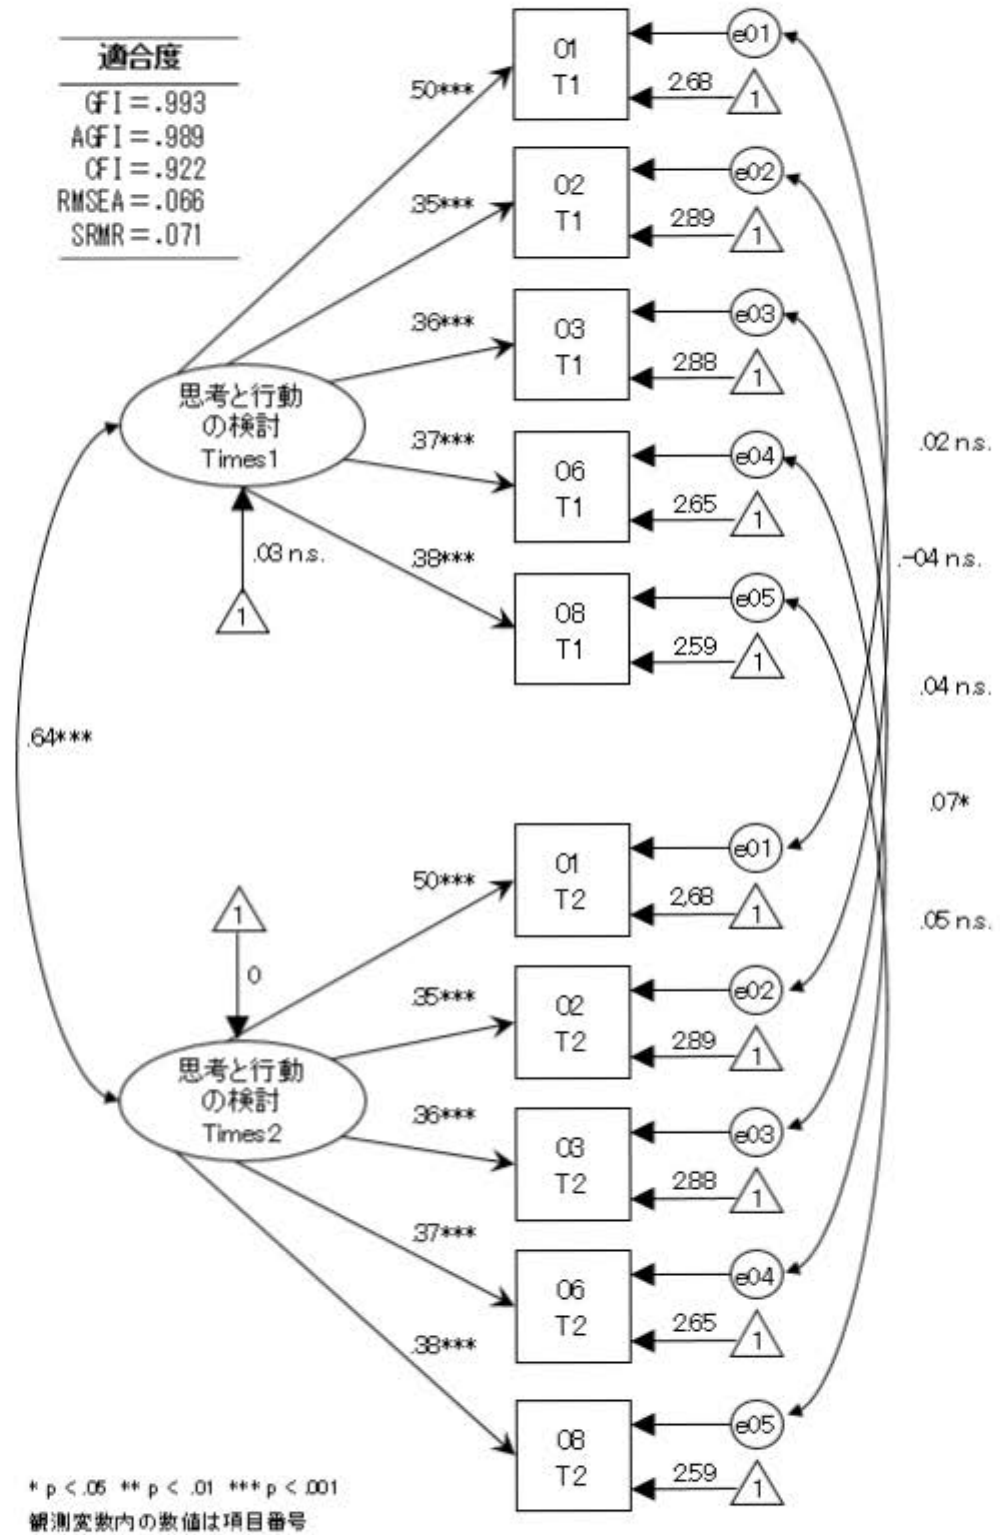 適合度
GFI=.993
AGFI=.989
CFI=.922
RMSEA=.066
SRMR=.071
01
T1
e01
.50***
2.68
1
02
T1
e02
.35***
2.89
1
03
T1
e03
.36***
2.88
1
思考と行動
の検討
Times1
06
T1
e04
.37***
2.65
1
.02 n.s.
.03 n.s.
1
08
T1
e05
.38***
2.59
1
.-04 n.s.
.04 n.s.
.64***
.07*
01
T2
e01
.50***
2,68
1
.05 n.s.
1
0
02
T2
e02
.35***
2.89
1
思考と行動
の検討
Times2
03
T2
e03
.36***
2.88
1
06
T2
e04
.37***
2.65
1
08
T2
e05
.38***
2.59
1
* p < .05 ** p < .01 *** p < .001
観測変数内の数値は項目番号